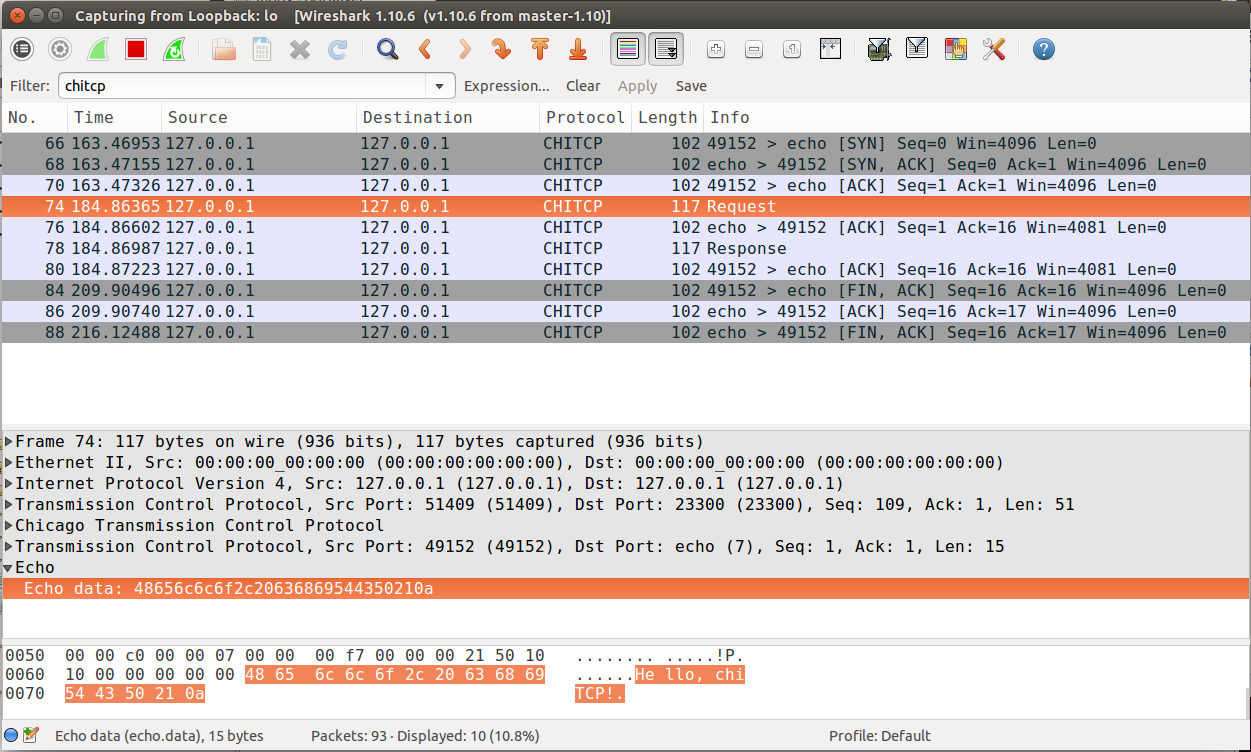 Capturing from Loopback: lo    [Wireshark 1.10.6  (v1.10.6 from master-1.10)]
Filter: chitcp Expression... Clear Apply Save
No. Time Source Destination Protocol Length Info
66 163.46953 127.0.0.1 127.0.0.1 CHITCP 102 49152 > echo [SYN] Seq=0 Win=4096 Len=0
68 163.47155 127.0.0.1 127.0.0.1 CHITCP 102 echo > 49152 [SYN, ACK] Seq=0 Ack=1 Win=4096 Len=0
70 163.47326 127.0.0.1 127.0.0.1 CHITCP 102 49152 > echo [ACK] Seq=1 Ack=1 Win=4096 Len=0
74 184.86365 127.0.0.1 127.0.0.1 CHITCP 117 Request
76 184.86602 127.0.0.1 127.0.0.1 CHITCP 102 echo > 49152 [ACK] Seq=1 Ack=16 Win=4081 Len=0
78 184.86987 127.0.0.1 127.0.0.1 CHITCP 117 Response
80 184.87223 127.0.0.1 127.0.0.1 CHITCP 102 49152 > echo [ACK] Seq=16 Ack=16 Win=4081 Len=0
84 209.90496 127.0.0.1 127.0.0.1 CHITCP 102 49152 > echo [FIN, ACK] Seq=16 Ack=16 Win=4096 Len=0
86 209.90740 127.0.0.1 127.0.0.1 CHITCP 102 echo > 49152 [ACK] Seq=16 Ack=17 Win=4096 Len=0
88 216.12488 127.0.0.1 127.0.0.1 CHITCP 102 echo > 49152 [FIN, ACK] Seq=16 Ack=17 Win=4096 Len=0
Frame 74: 117 bytes on wire (936 bits), 117 bytes captured (936 bits)
Ethernet II, Src: 00:00:00_00:00:00 (00:00:00:00:00:00), Dst: 00:00:00_00:00:00 (00:00:00:00:00:00)
Internet Protocol Version 4, Src: 127.0.0.1 (127.0.0.1), Dst: 127.0.0.1 (127.0.0.1)
Transmission Control Protocol, Src Port: 51409 (51409), Dst Port: 23300 (23300), Seq: 109, Ack: 1, Len: 51
Chicago Transmission Control Protocol
Transmission Control Protocol, Src Port: 49152 (49152), Dst Port: echo (7), Seq: 1, Ack: 1, Len: 15
Echo
Echo data: 48656c6c6f2c20636869544350210a
0050  00 00 c0 00 00 07 00 00  00 f7 00 00 00 21 50 10   ........ .....!P.
0060  10 00 00 00 00 00 48 65  6c 6c 6f 2c 20 63 68 69   ......He llo, chi
0070  54 43 50 21 0a   TCP!.
Echo data (echo.data), 15 bytes Packets: 93 · Displayed: 10 (10.8%) Profile: Default